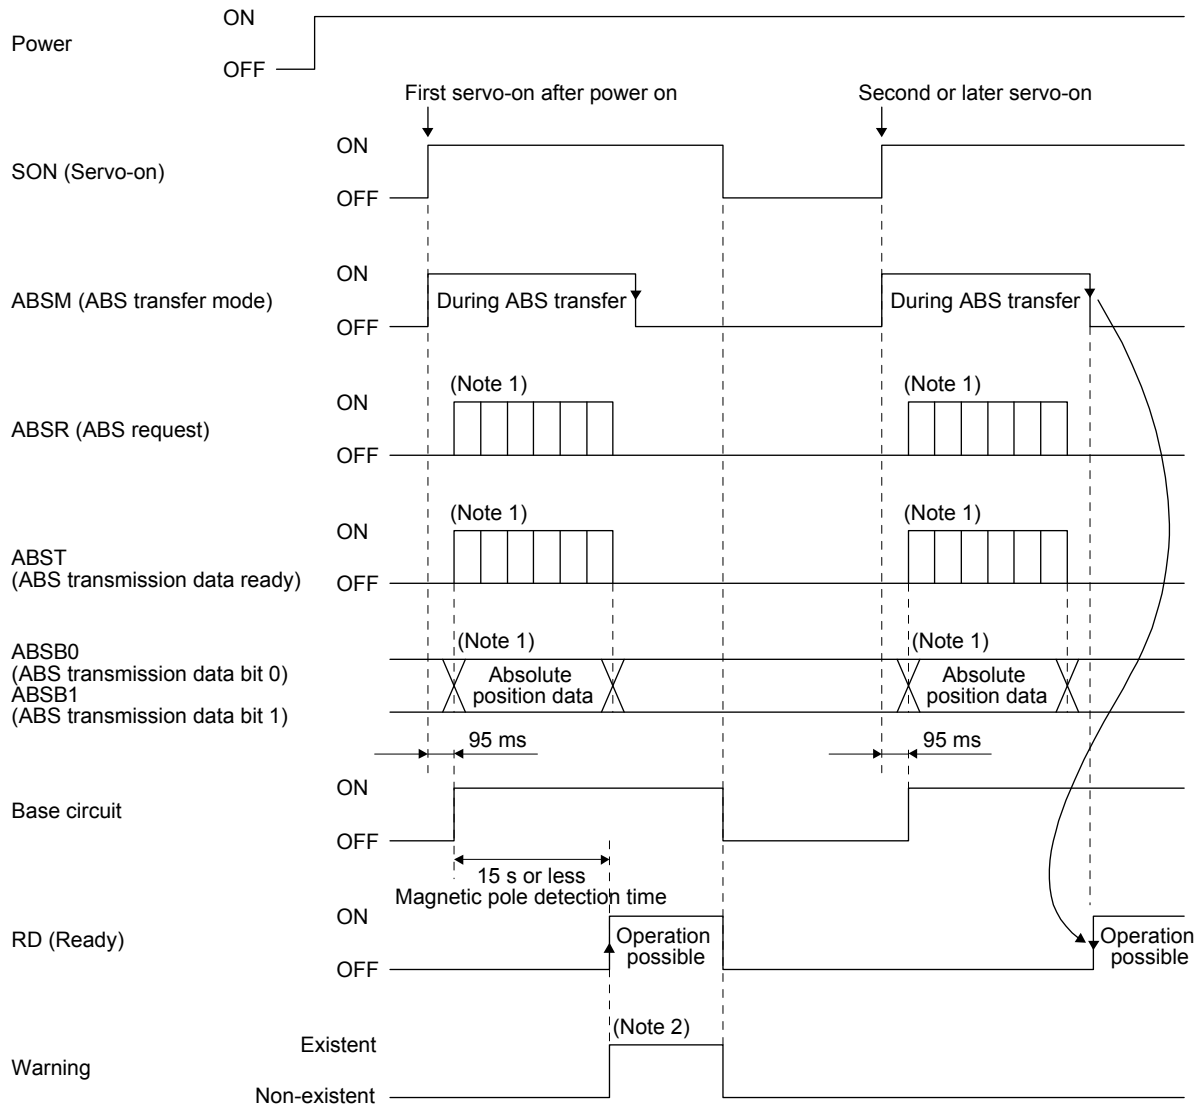 ON
Power
OFF
First servo-on after power on
Second or later servo-on
ON
SON (Servo-on)
OFF
ON
ABSM (ABS transfer mode)
During ABS transfer
During ABS transfer
OFF
(Note 1)
(Note 1)
ON
ABSR (ABS request)
OFF
(Note 1)
(Note 1)
ON
ABST
(ABS transmission data ready)
OFF
ABSB0
(ABS transmission data bit 0)
ABSB1
(ABS transmission data bit 1)
(Note 1)
Absolute
position data
(Note 1)
Absolute
position data
95 ms
95 ms
ON
Base circuit
OFF
15 s or less
Magnetic pole detection time
ON
RD (Ready)
OFF
Operation
possible
Operation
possible
(Note 2)
Existent
Warning
Non-existent